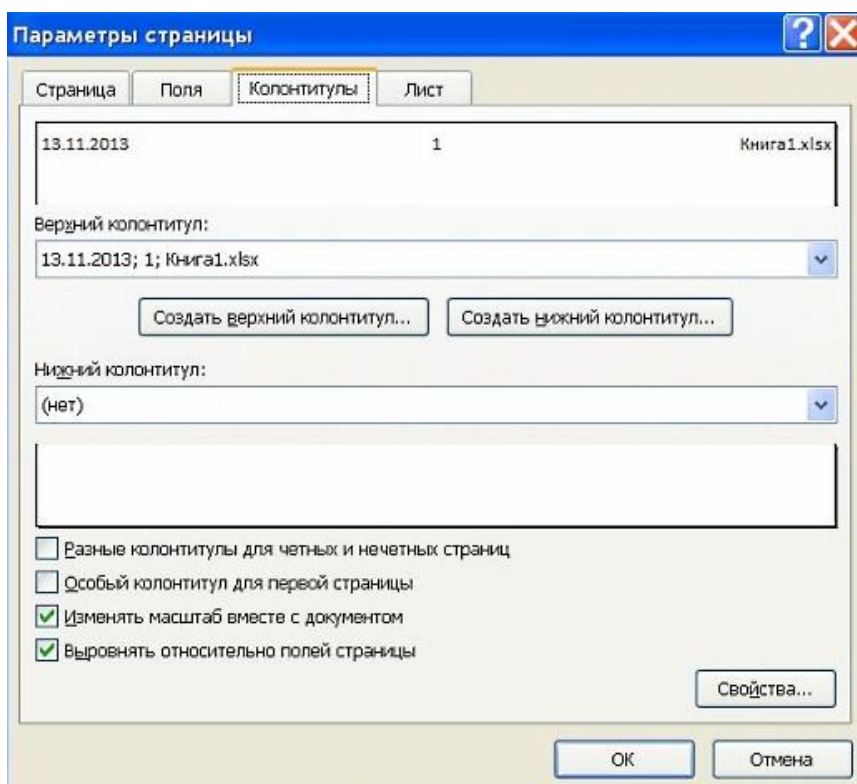 Параметры страницы
Страница Поля Колонтитулы Лист
13.11.2013 1 Книга1.xlsx
Верхний колонтитул:
13.11.2013; 1; Книга1.xlsx
Создать верхний колонтитул... Создать нижний колонтитул...
Нижний колонтитул:
(нет)
Разные колонтитулы для четных и нечетных страниц
Особый колонтитул для первой страницы
Изменять масштаб вместе с документом
Выровнять относительно полей страницы
Свойства...
ОК Отмена